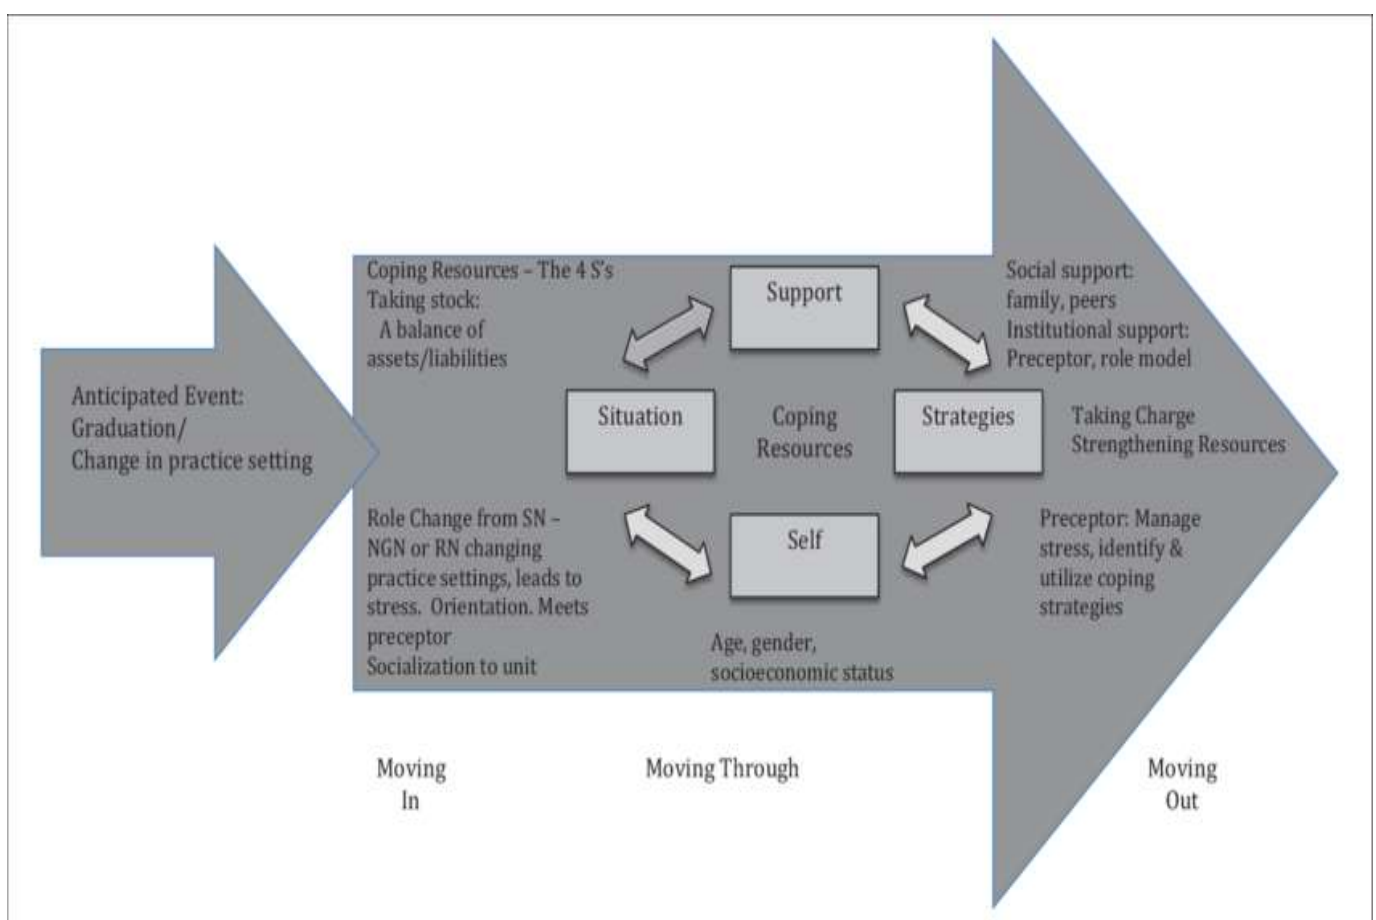 Anticipated Event:
Graduation/
Change in practice setting
Coping Resources – The 4 S's
Taking stock:
A balance of
assets/liabilities
Role Change from SN –
NGN or RN changing
practice settings, leads to
stress. Orientation. Meets
preceptor
Socialization to unit
Support
Situation
Coping
Resources
Strategies
Self
Age, gender,
socioeconomic status
Social support:
family, peers
Institutional support:
Preceptor, role model
Taking Charge
Strengthening Resources
Preceptor: Manage
stress, identify &
utilize coping
strategies
Moving
In
Moving Through
Moving
Out